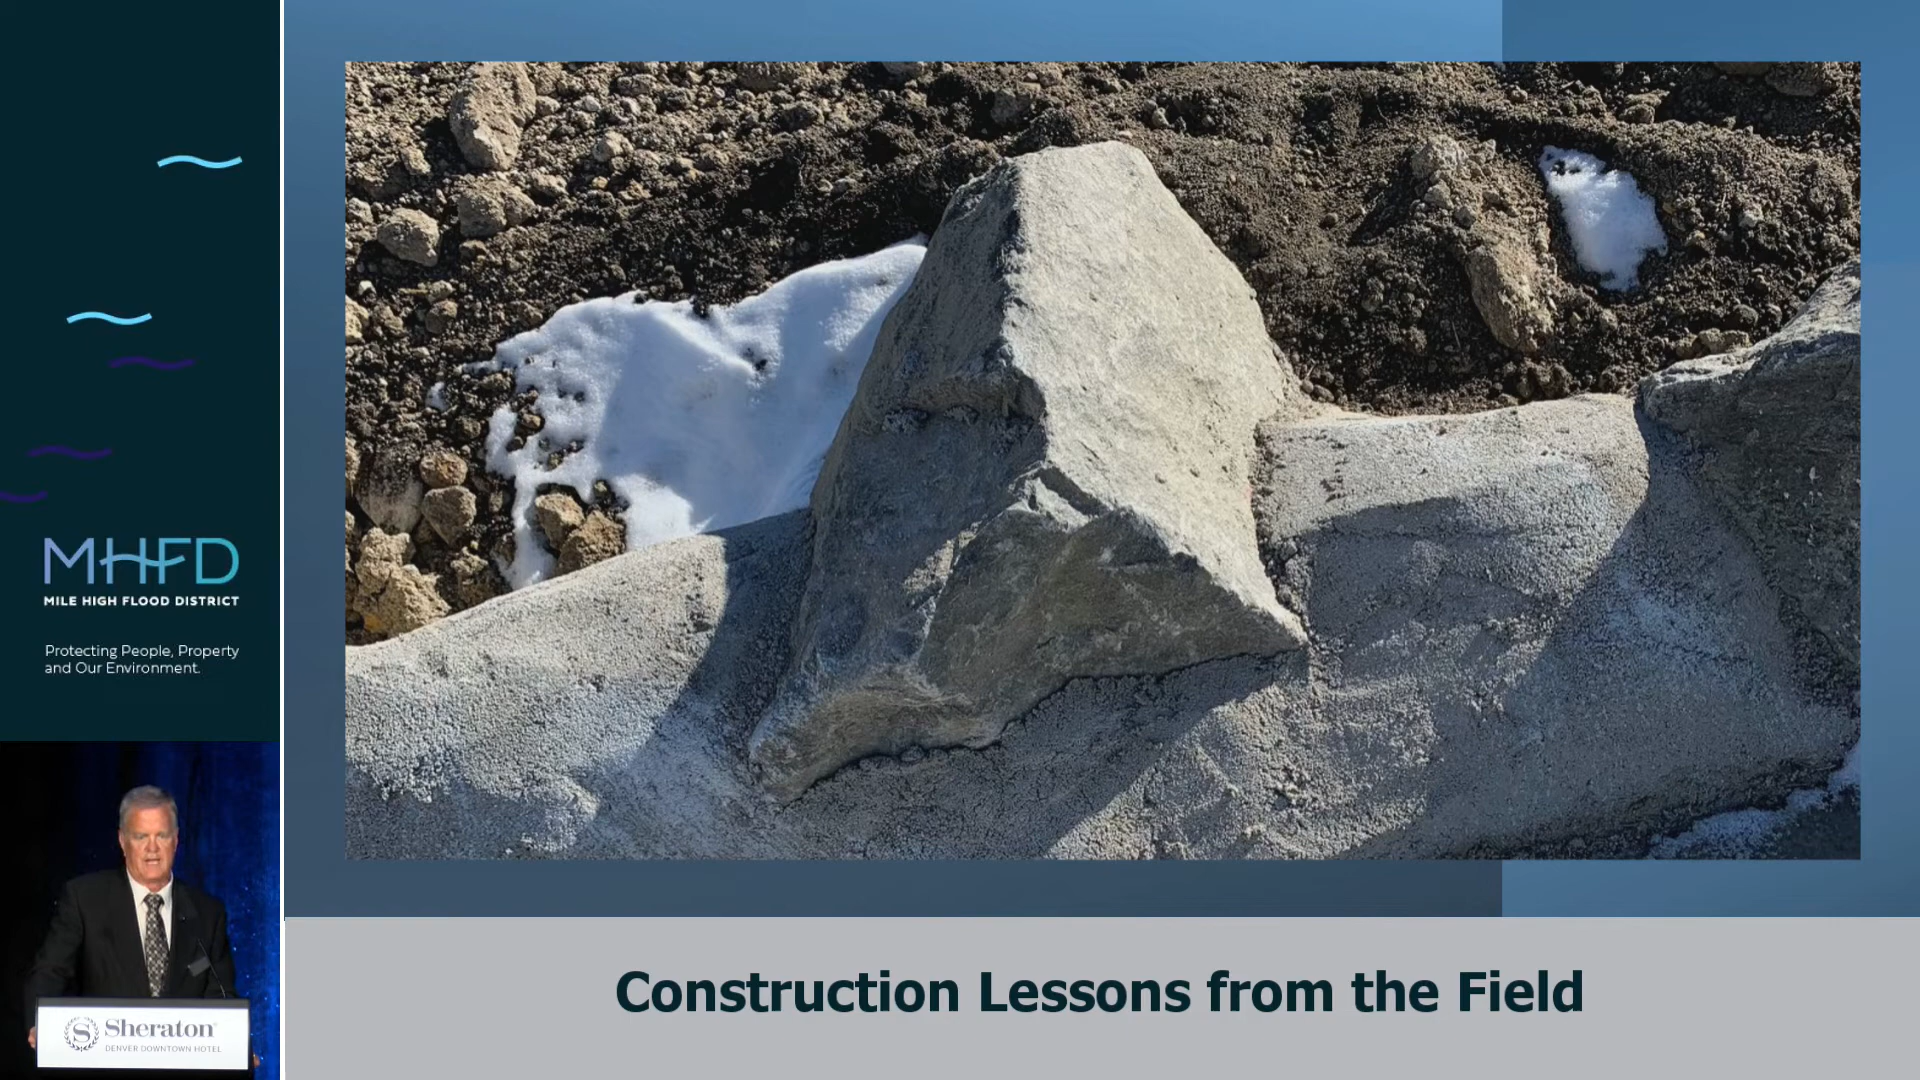 MHFD
MILE HIGH FLOOD DISTRICT
Protecting People, Property
and Our Environment.
S
Sheraton
DENVER DOWNTOWN HOTEL
Construction Lessons from the Field